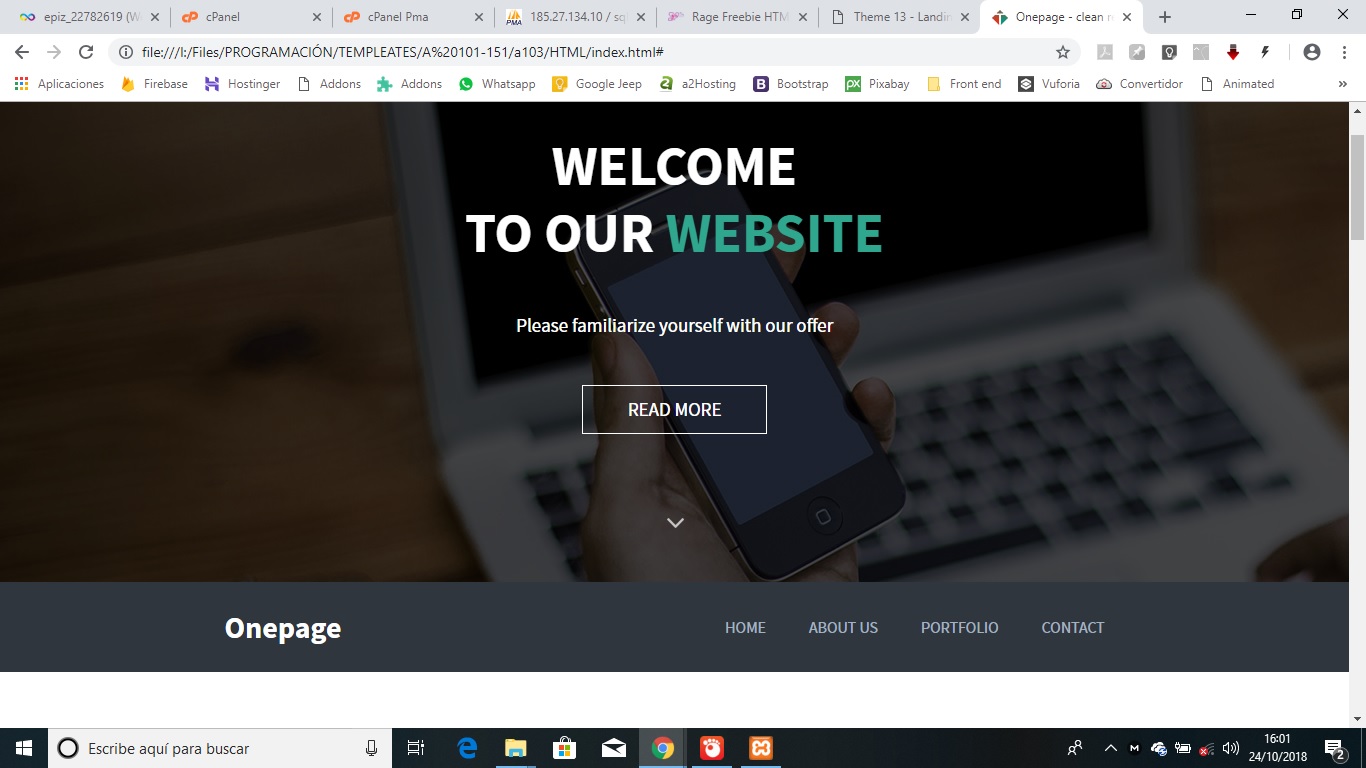 epiz_22782619 (W
cPanel
cPanel Pma
185.27.134.10 / sq
Rage Freebie HTM
Theme 13 - Landin
Onepage - clean r
file:///I:/Files/PROGRAMACIÓN/TEMPLEATES/A%20101-151/a103/HTML/index.html#
Aplicaciones
Firebase
Hostinger
Addons
Addons
Whatsapp
Google Jeep
a2Hosting
Bootstrap
Pixabay
Front end
Vuforia
Convertidor
Animated
WELCOME
TO OUR WEBSITE
Please familiarize yourself with our offer
READ MORE
Onepage
HOME
ABOUT US
PORTFOLIO
CONTACT
Escribe aquí para buscar
16:01
24/10/2018
2